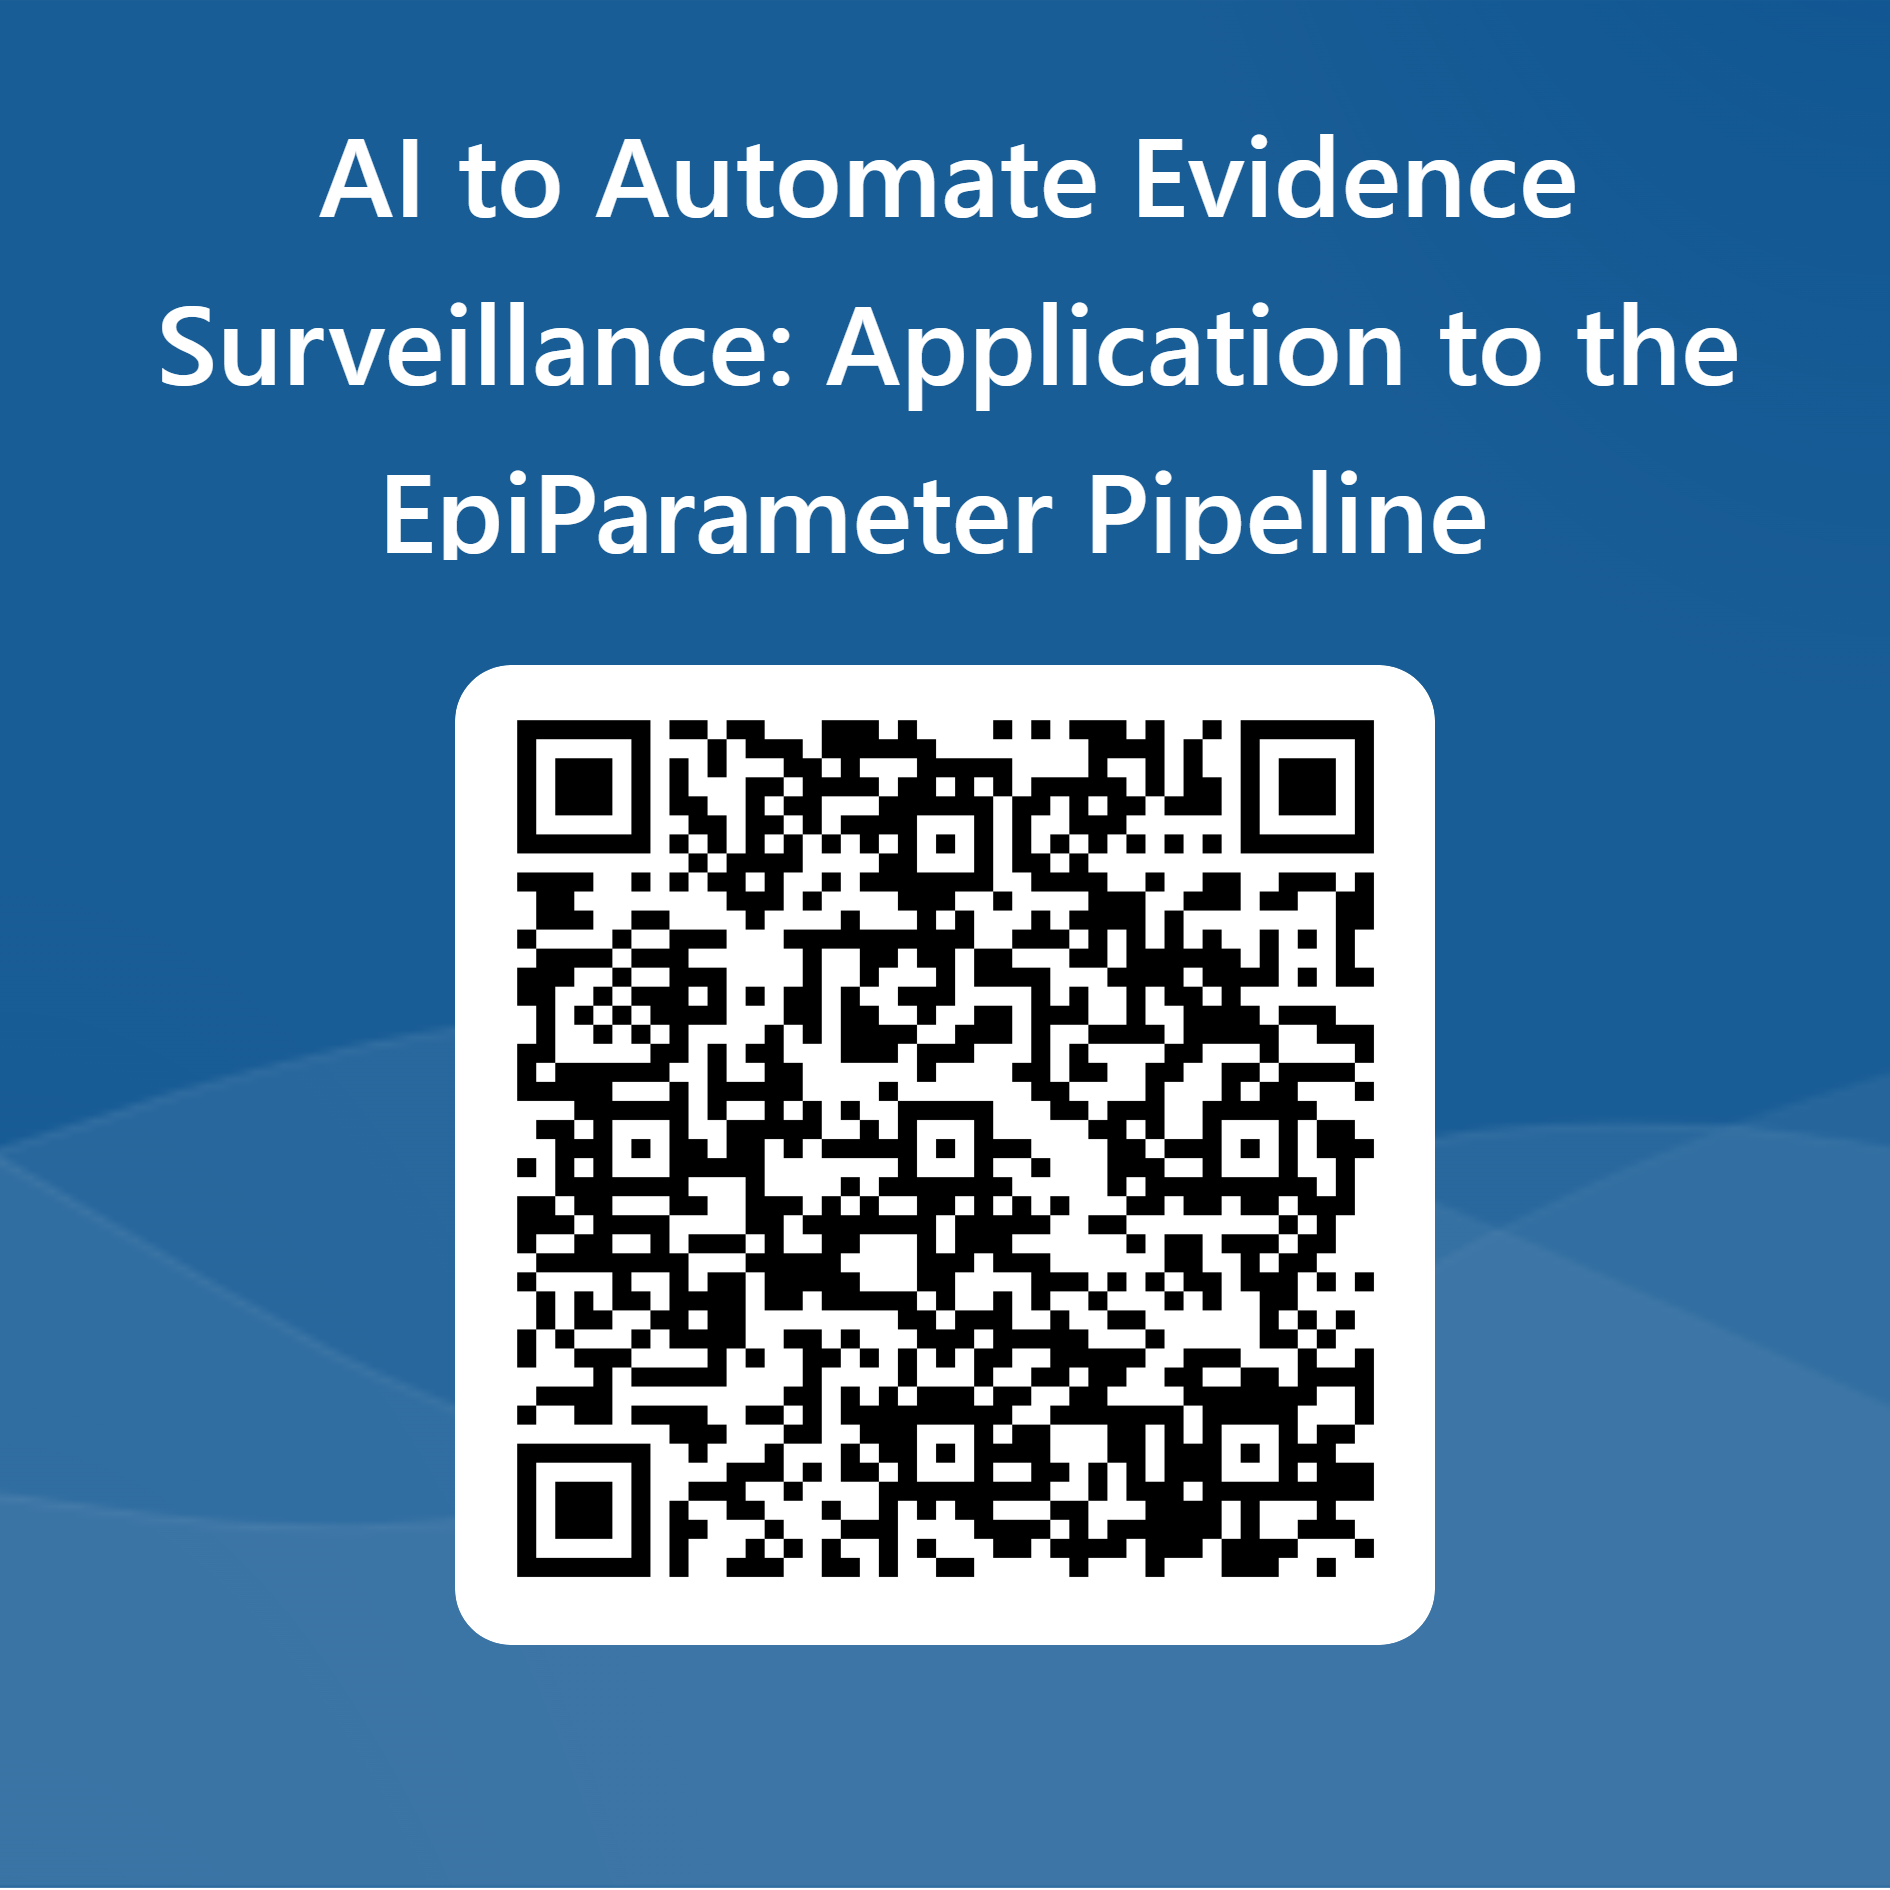 AI to Automate Evidence
Surveillance: Application to the
EpiParameter Pipeline